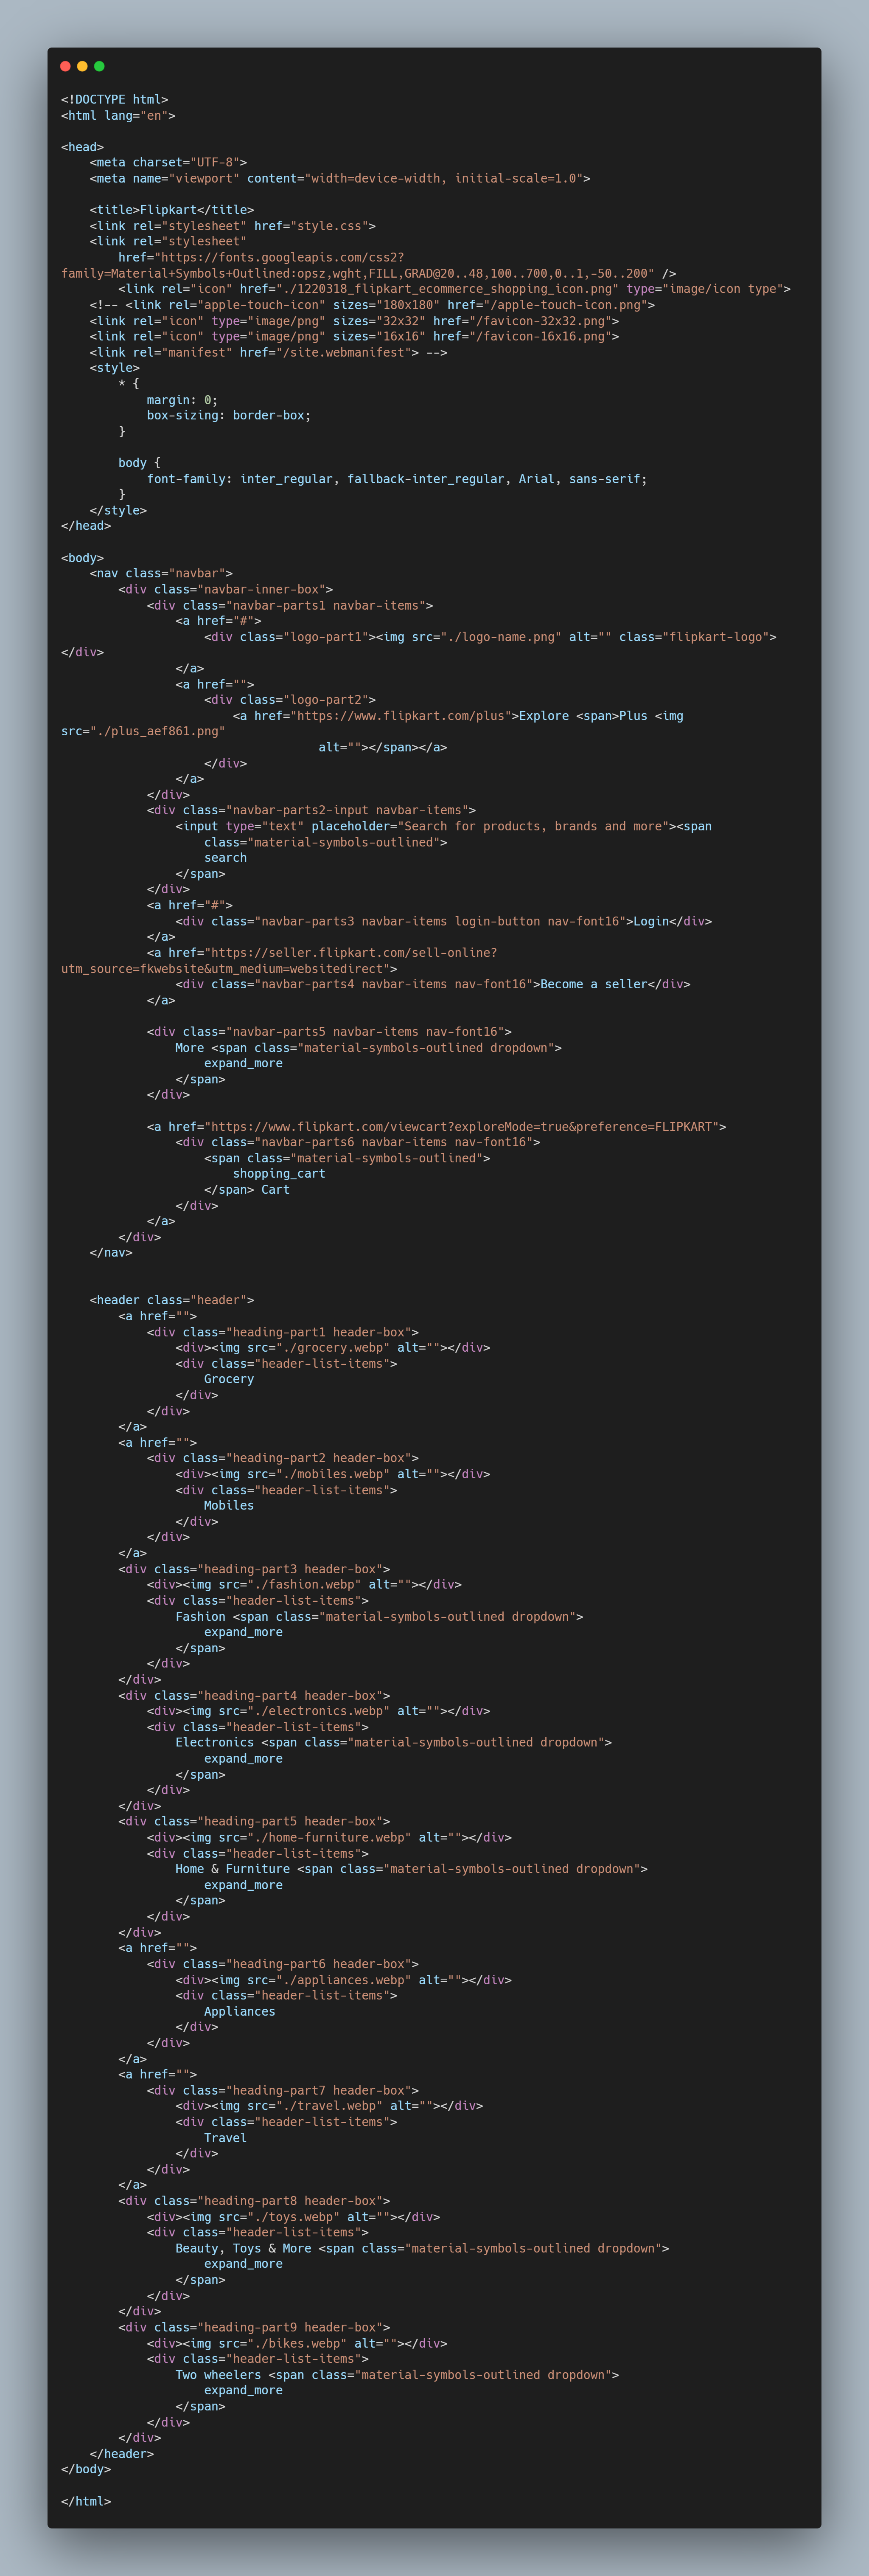 <!DOCTYPE html>
<html lang="en">

<head>
    <meta charset="UTF-8">
    <meta name="viewport" content="width=device-width, initial-scale=1.0">

    <title>Flipkart</title>
    <link rel="stylesheet" href="style.css">
    <link rel="stylesheet"
        href="https://fonts.googleapis.com/css2?
family=Material+Symbols+Outlined:opsz,wght,FILL,GRAD@20..48,100..700,0..1,-50..200" />
        <link rel="icon" href="./1220318_flipkart_ecommerce_shopping_icon.png" type="image/icon type">
    <!-- <link rel="apple-touch-icon" sizes="180x180" href="/apple-touch-icon.png">
    <link rel="icon" type="image/png" sizes="32x32" href="/favicon-32x32.png">
    <link rel="icon" type="image/png" sizes="16x16" href="/favicon-16x16.png">
    <link rel="manifest" href="/site.webmanifest"> -->
    <style>
        * {
            margin: 0;
            box-sizing: border-box;
        }

        body {
            font-family: inter_regular, fallback-inter_regular, Arial, sans-serif;
        }
    </style>
</head>

<body>
    <nav class="navbar">
        <div class="navbar-inner-box">
            <div class="navbar-parts1 navbar-items">
                <a href="#">
                    <div class="logo-part1"><img src="./logo-name.png" alt="" class="flipkart-logo">
</div>
                </a>
                <a href="">
                    <div class="logo-part2">
                        <a href="https://www.flipkart.com/plus">Explore <span>Plus <img
src="./plus_aef861.png"
                                    alt=""></span></a>
                    </div>
                </a>
            </div>
            <div class="navbar-parts2-input navbar-items">
                <input type="text" placeholder="Search for products, brands and more"><span
                    class="material-symbols-outlined">
                    search
                </span>
            </div>
            <a href="#">
                <div class="navbar-parts3 navbar-items login-button nav-font16">Login</div>
            </a>
            <a href="https://seller.flipkart.com/sell-online?
utm_source=fkwebsite&utm_medium=websitedirect">
                <div class="navbar-parts4 navbar-items nav-font16">Become a seller</div>
            </a>

            <div class="navbar-parts5 navbar-items nav-font16">
                More <span class="material-symbols-outlined dropdown">
                    expand_more
                </span>
            </div>

            <a href="https://www.flipkart.com/viewcart?exploreMode=true&preference=FLIPKART">
                <div class="navbar-parts6 navbar-items nav-font16">
                    <span class="material-symbols-outlined">
                        shopping_cart
                    </span> Cart
                </div>
            </a>
        </div>
    </nav>


    <header class="header">
        <a href="">
            <div class="heading-part1 header-box">
                <div><img src="./grocery.webp" alt=""></div>
                <div class="header-list-items">
                    Grocery
                </div>
            </div>
        </a>
        <a href="">
            <div class="heading-part2 header-box">
                <div><img src="./mobiles.webp" alt=""></div>
                <div class="header-list-items">
                    Mobiles
                </div>
            </div>
        </a>
        <div class="heading-part3 header-box">
            <div><img src="./fashion.webp" alt=""></div>
            <div class="header-list-items">
                Fashion <span class="material-symbols-outlined dropdown">
                    expand_more
                </span>
            </div>
        </div>
        <div class="heading-part4 header-box">
            <div><img src="./electronics.webp" alt=""></div>
            <div class="header-list-items">
                Electronics <span class="material-symbols-outlined dropdown">
                    expand_more
                </span>
            </div>
        </div>
        <div class="heading-part5 header-box">
            <div><img src="./home-furniture.webp" alt=""></div>
            <div class="header-list-items">
                Home & Furniture <span class="material-symbols-outlined dropdown">
                    expand_more
                </span>
            </div>
        </div>
        <a href="">
            <div class="heading-part6 header-box">
                <div><img src="./appliances.webp" alt=""></div>
                <div class="header-list-items">
                    Appliances
                </div>
            </div>
        </a>
        <a href="">
            <div class="heading-part7 header-box">
                <div><img src="./travel.webp" alt=""></div>
                <div class="header-list-items">
                    Travel
                </div>
            </div>
        </a>
        <div class="heading-part8 header-box">
            <div><img src="./toys.webp" alt=""></div>
            <div class="header-list-items">
                Beauty, Toys & More <span class="material-symbols-outlined dropdown">
                    expand_more
                </span>
            </div>
        </div>
        <div class="heading-part9 header-box">
            <div><img src="./bikes.webp" alt=""></div>
            <div class="header-list-items">
                Two wheelers <span class="material-symbols-outlined dropdown">
                    expand_more
                </span>
            </div>
        </div>
    </header>
</body>

</html>